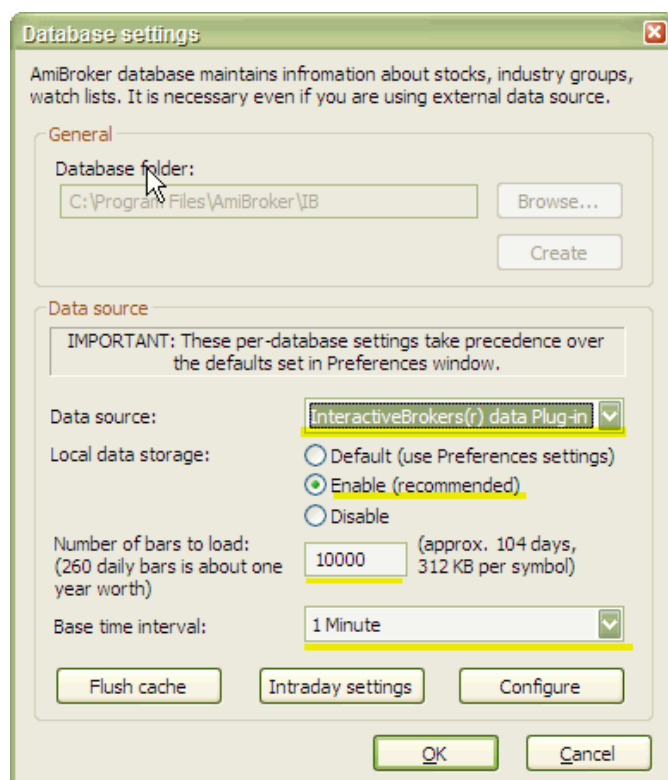 Database settings
AmiBroker database maintains infromation about stocks, industry groups,
watch lists. It is necessary even if you are using external data source.
General
Database folder:
C:\Program Files\AmiBroker\IB
Browse...
Create
Data source
IMPORTANT: These per-database settings take precedence over
the defaults set in Preferences window.
Data source:
InteractiveBrokers(r) data Plug-in
Local data storage:
Default (use Preferences settings)
Enable (recommended)
Disable
Number of bars to load:
(260 daily bars is about one
year worth)
10000
(approx. 104 days,
312 KB per symbol)
Base time interval:
1 Minute
Flush cache
Intraday settings
Configure
OK
Cancel